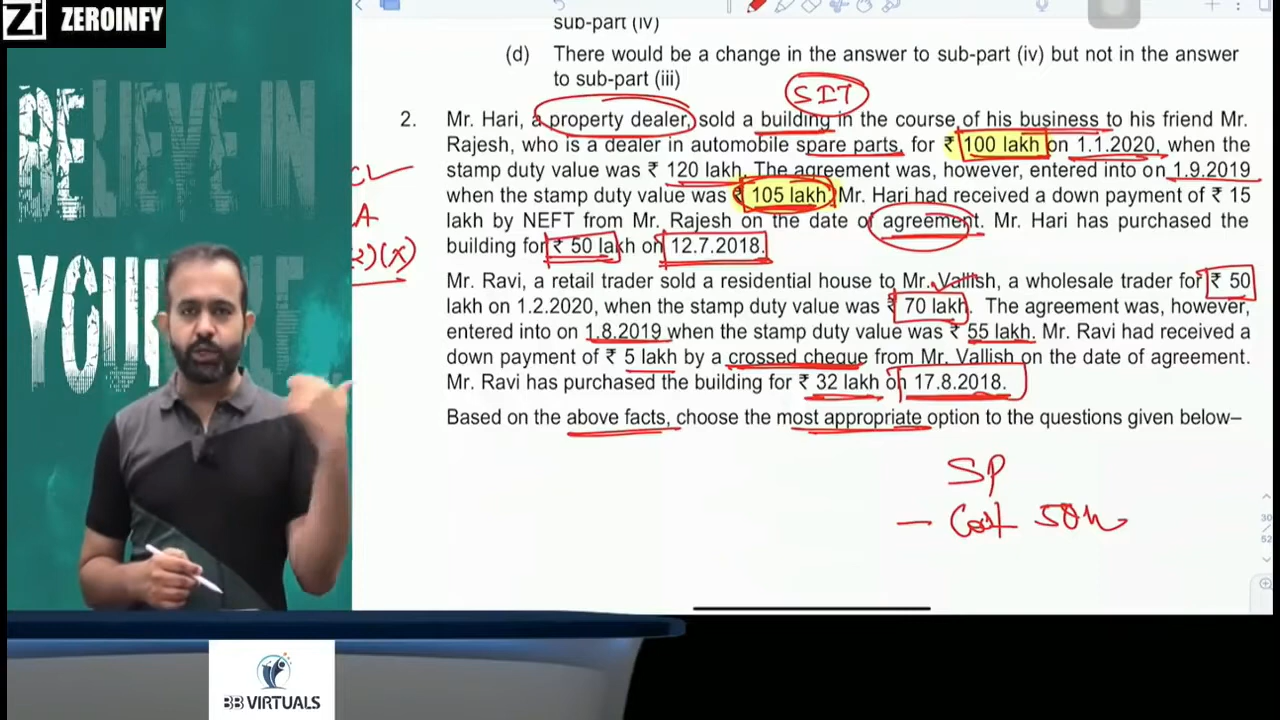 Zi ZEROINFY
BELIEVE IN
YOU
sub-part (iv)
(d) There would be a change in the answer to sub-part (iv) but not in the answer
to sub-part (iii)
SIT
2. Mr. Hari, a property dealer, sold a building in the course of his business to his friend Mr.
Rajesh, who is a dealer in automobile spare parts, for ₹ 100 lakh on 1.1.2020, when the
stamp duty value was ₹ 120 lakh. The agreement was, however, entered into on 1.9.2019
when the stamp duty value was ₹ 105 lakh. Mr. Hari had received a down payment of ₹ 15
lakh by NEFT from Mr. Rajesh on the date of agreement. Mr. Hari has purchased the
building for ₹ 50 lakh on 12.7.2018.
Mr. Ravi, a retail trader sold a residential house to Mr. Vallish, a wholesale trader for ₹ 50
lakh on 1.2.2020, when the stamp duty value was ₹ 70 lakh. The agreement was, however,
entered into on 1.8.2019 when the stamp duty value was ₹ 55 lakh. Mr. Ravi had received a
down payment of ₹ 5 lakh by a crossed cheque from Mr. Vallish on the date of agreement.
Mr. Ravi has purchased the building for ₹ 32 lakh on 17.8.2018.
Based on the above facts, choose the most appropriate option to the questions given below–
SP
– Cost
30
52
BB VIRTUALS